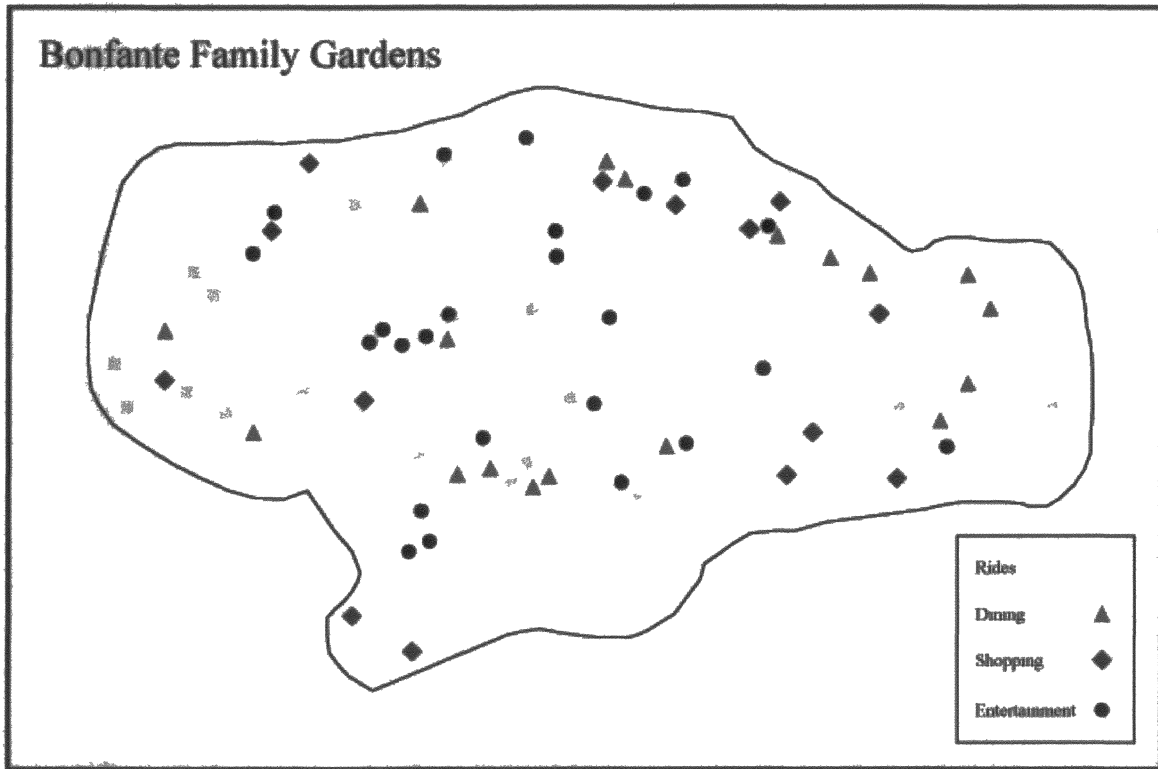 Bonfante Family Gardens
Rides
Dining
Shopping
Entertainment